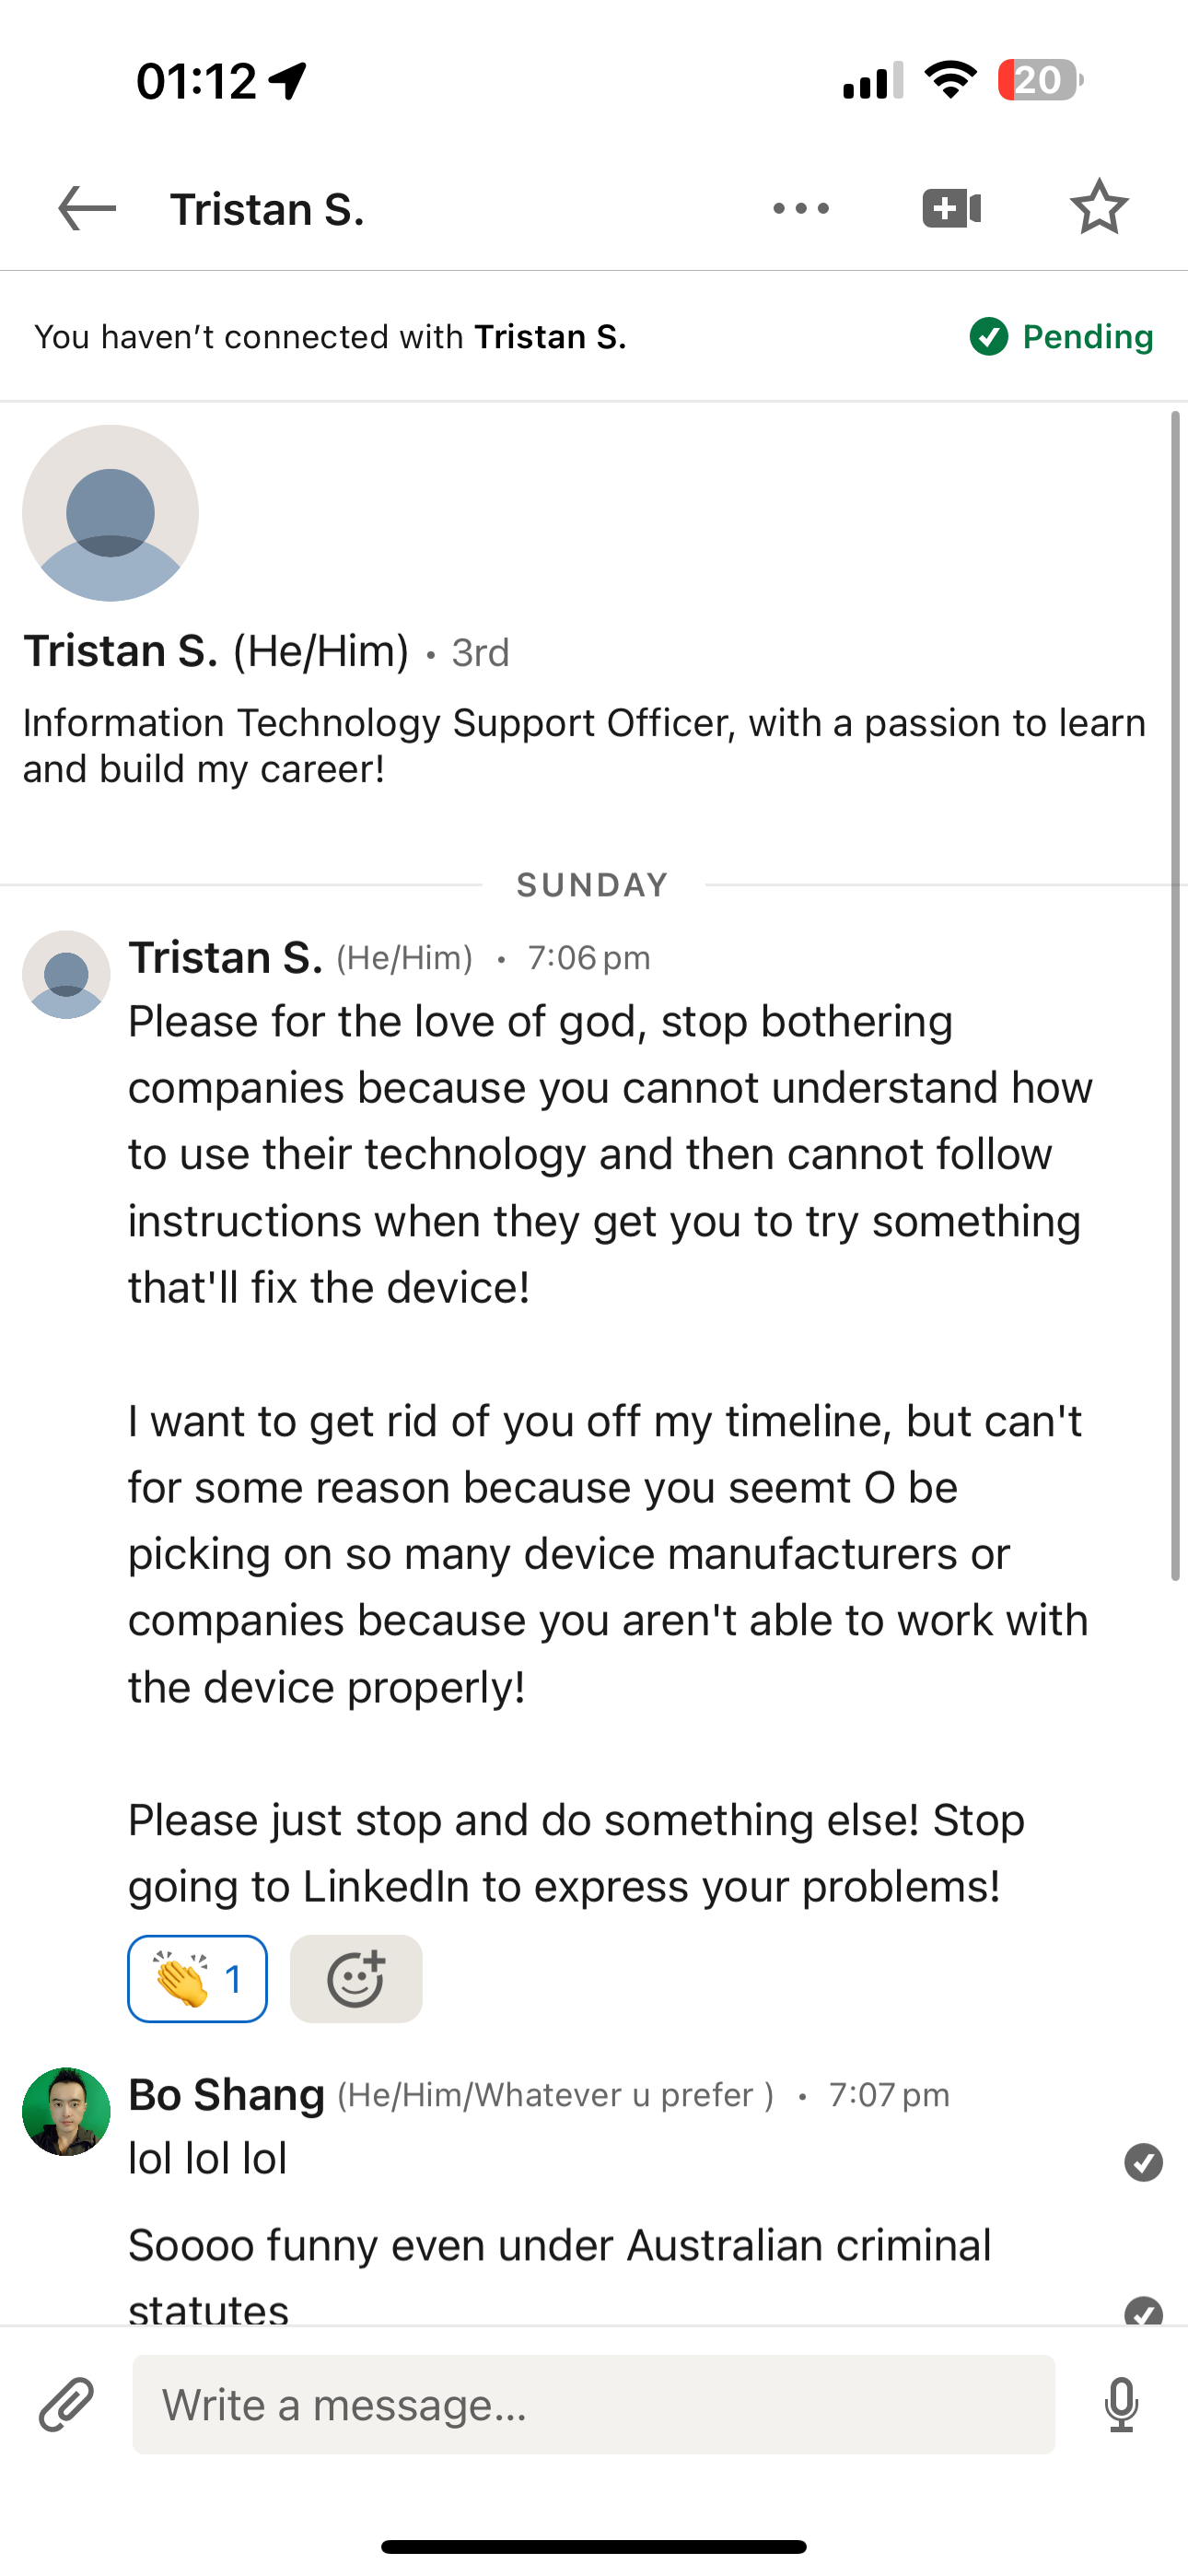 01:12
20
Tristan S.
You haven't connected with Tristan S.
Pending
Tristan S. (He/Him) • 3rd
Information Technology Support Officer, with a passion to learn
and build my career!
SUNDAY
Tristan S. (He/Him) • 7:06 pm
Please for the love of god, stop bothering
companies because you cannot understand how
to use their technology and then cannot follow
instructions when they get you to try something
that'll fix the device!
I want to get rid of you off my timeline, but can't
for some reason because you seemt O be
picking on so many device manufacturers or
companies because you aren't able to work with
the device properly!
Please just stop and do something else! Stop
going to LinkedIn to express your problems!
1
Bo Shang (He/Him/Whatever u prefer ) • 7:07 pm
lol lol lol
Soooo funny even under Australian criminal
statutes
Write a message...